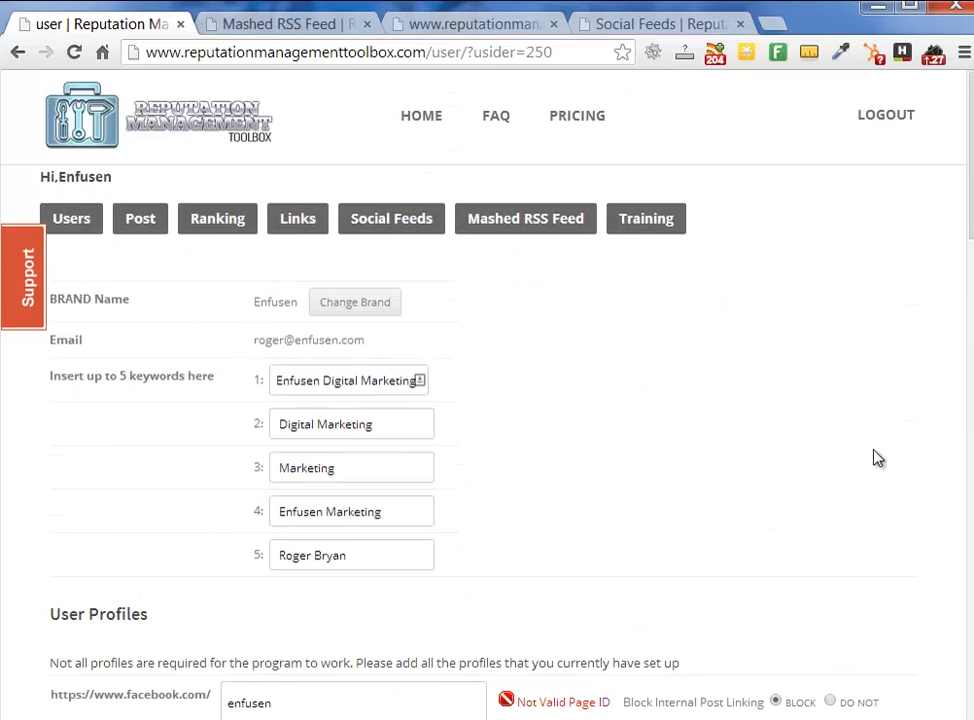 user | Reputation Ma
Mashed RSS Feed | R
www.reputationman
Social Feeds | Reputa
www.reputationmanagementtoolbox.com/user/?usider=250
204
27
REPUTATION
MANAGEMENT
TOOLBOX
HOME FAQ PRICING LOGOUT
Hi,Enfusen
Users Post Ranking Links Social Feeds Mashed RSS Feed Training
Support
BRAND Name Enfusen Change Brand
Email roger@enfusen.com
Insert up to 5 keywords here 1: Enfusen Digital Marketing
2: Digital Marketing
3: Marketing
4: Enfusen Marketing
5: Roger Bryan
User Profiles
Not all profiles are required for the program to work. Please add all the profiles that you currently have set up
https://www.facebook.com/ enfusen Not Valid Page ID Block Internal Post Linking BLOCK DO NOT